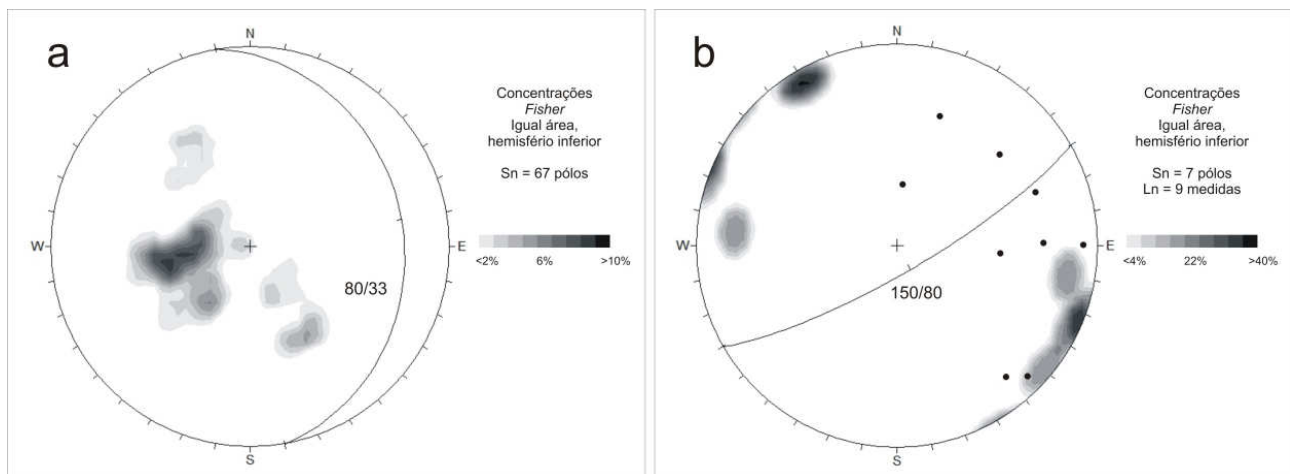 a
N
W
E
S
80/33
Concentrações
Fisher
Igual área,
hemisfério inferior
Sn = 67 pólos
<2% 6% >10%
b
N
W
E
S
150/80
Concentrações
Fisher
Igual área,
hemisfério inferior
Sn = 7 pólos
Ln = 9 medidas
<4% 22% >40%